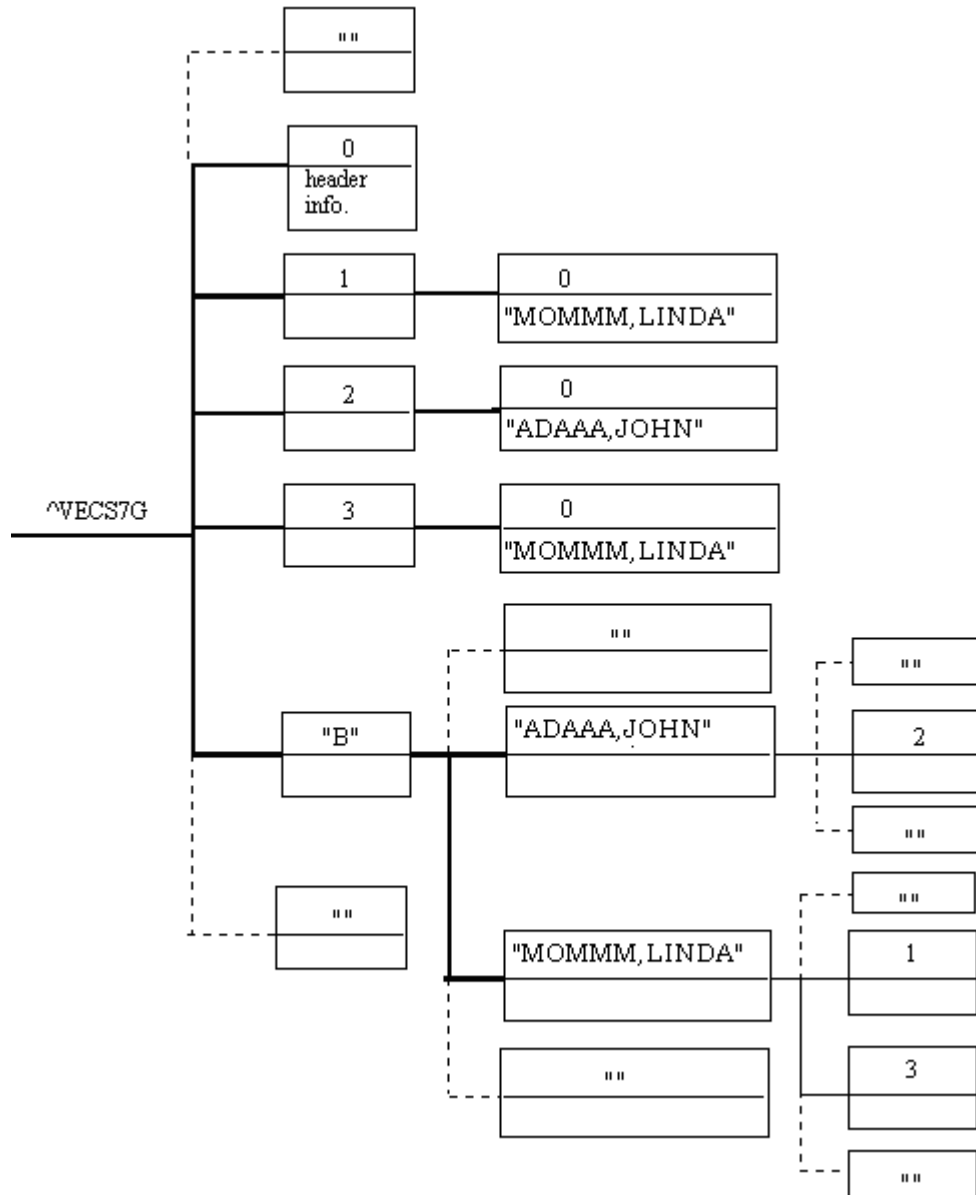 ""
0
header
info.
1
0
"MOMMM,LINDA"
2
0
"ADAAA,JOHN"
^VECS7G
3
0
"MOMMM,LINDA"
""
""
"B"
"ADAAA,JOHN"
2
""
""
""
"MOMMM,LINDA"
1
""
3
""